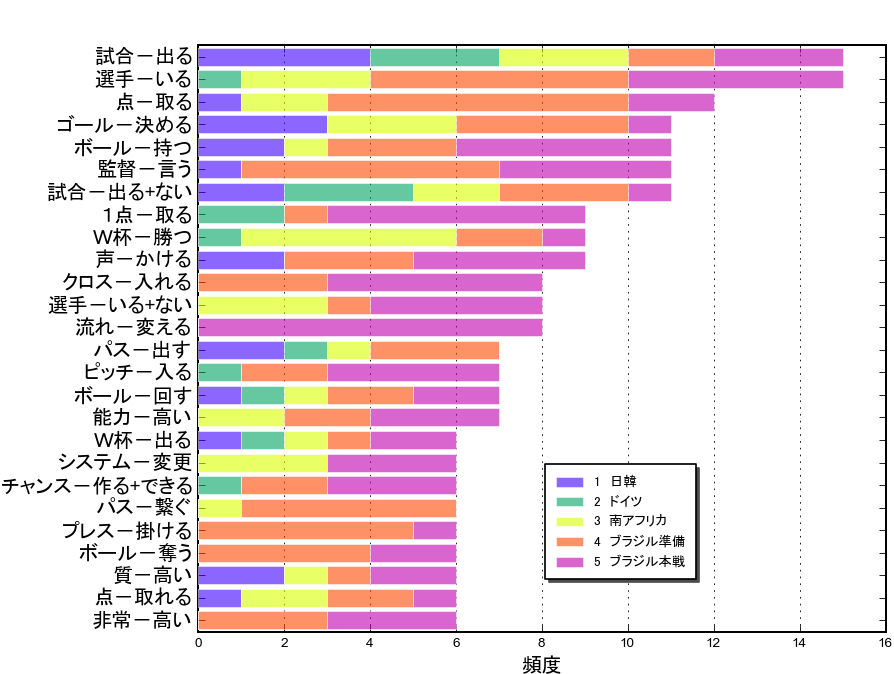 試合－出る
選手－いる
点－取る
ゴール－決める
ボール－持つ
監督－言う
試合－出る+ない
1点－取る
W杯－勝つ
声－かける
クロス－入れる
選手－いる+ない
流れ－変える
パス－出す
ピッチ－入る
ボール－回す
能力－高い
W杯－出る
システム－変更
チャンス－作る+できる
パス－繋ぐ
プレス－掛ける
ボール－奪う
質－高い
点－取れる
非常－高い
1 日韓
2 ドイツ
3 南アフリカ
4 ブラジル準備
5 ブラジル本戦
0 2 4 6 8 10 12 14 16
頻度